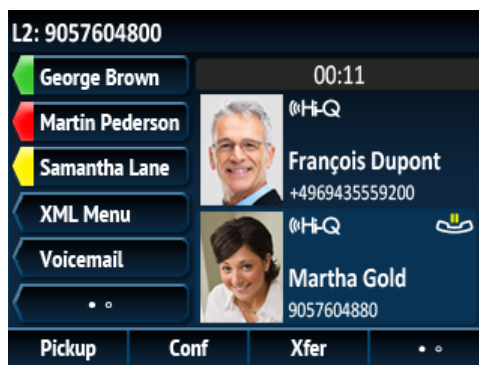 L2: 9057604800
George Brown
Martin Pederson
Samantha Lane
XML Menu
Voicemail
00:11
Hi-Q
François Dupont
+4969435559200
Hi-Q
Martha Gold
9057604880
Pickup Conf Xfer